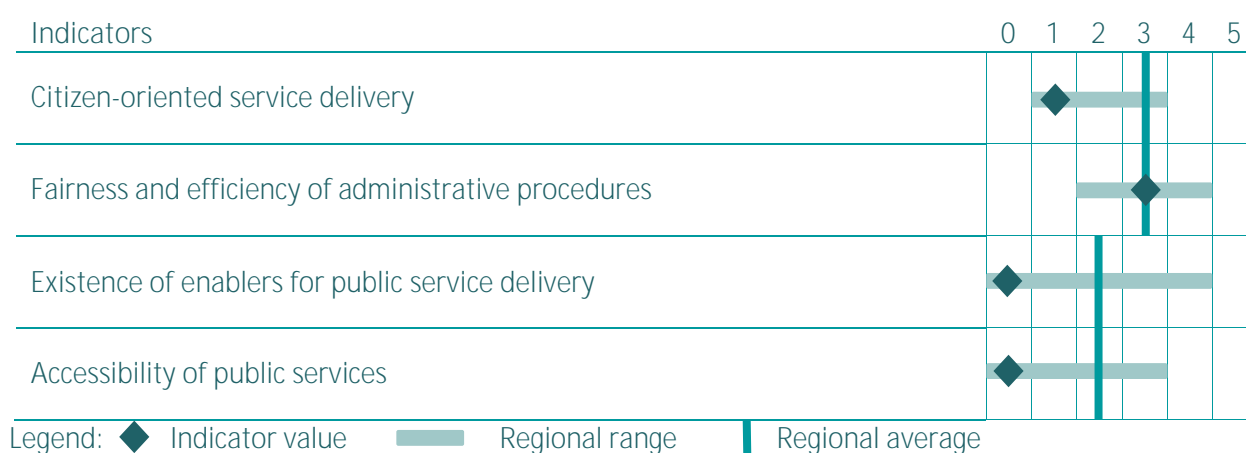 Indicators 0 1 2 3 4 5
Citizen-oriented service delivery
Fairness and efficiency of administrative procedures
Existence of enablers for public service delivery
Accessibility of public services
Legend: Indicator value Regional range Regional average